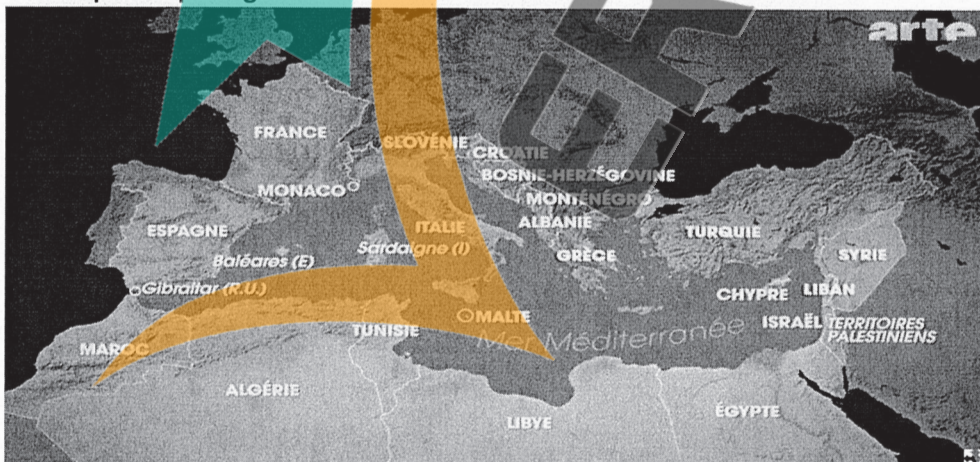 arte
FRANCE
SLOVÉNIE
CROATIE
BOSNIE-HERZÉGOVINE
MONACO
MONTÉNÉGRO
ITALIE
ALBANIE
ESPAGNE
TURQUIE
Sardaigne (I)
GRÈCE
SYRIE
Baléares (E)
Gibraltar (R.U.)
CHYPRE
LIBAN
MALTE
ISRAËL
TERRITOIRES
PALESTINIENS
TUNISIE
Mer Méditerranée
MAROC
ALGÉRIE
ÉGYPTE
LIBYE